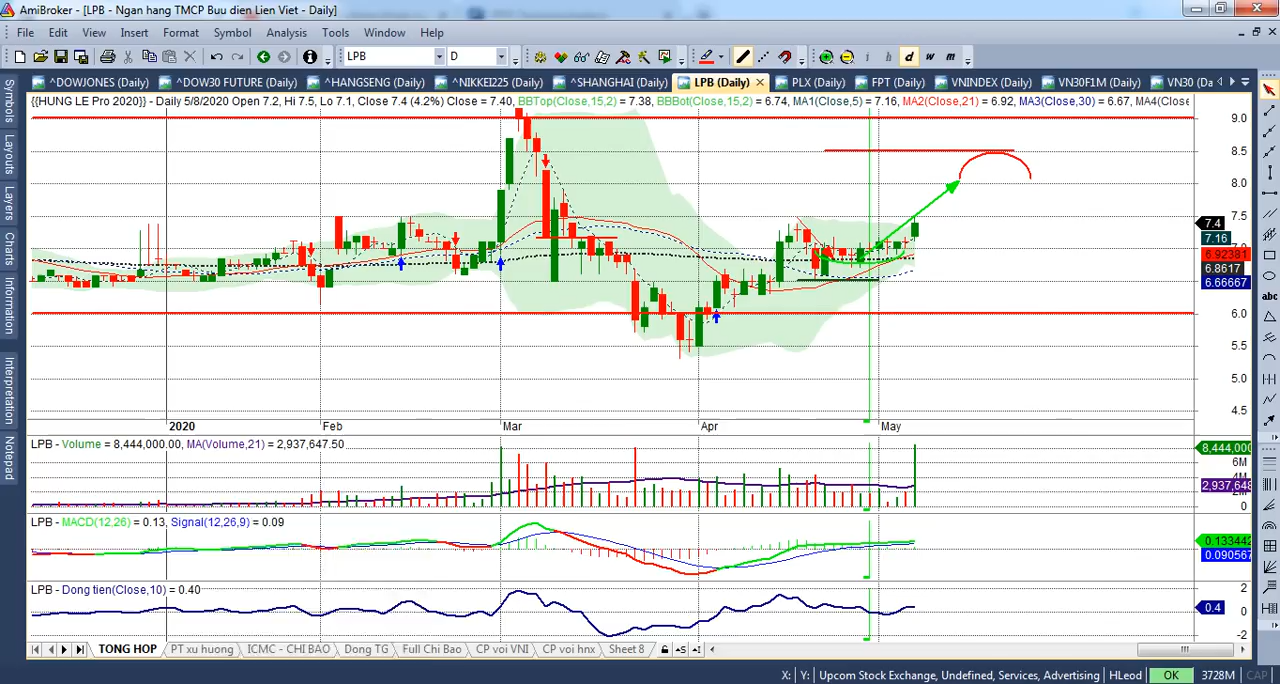 AmiBroker - [LPB - Ngan hang TMCP Buu dien Lien Viet - Daily]
File Edit View Insert Format Symbol Analysis Tools Window Help
LPB D abc d w m
^DOWJONES (Daily) ^DOW30 FUTURE (Daily) ^HANGSENG (Daily) ^NIKKEI225 (Daily) ^SHANGHAI (Daily) LPB (Daily) PLX (Daily) FPT (Daily) VNINDEX (Daily) VN30F1M (Daily) VN30 (Da
{{HUNG LE Pro 2020}} - Daily 5/8/2020 Open 7.2, Hi 7.5, Lo 7.1, Close 7.4 (4.2%) Close = 7.40, BBTop(Close,15,2) = 7.38, BBBot(Close,15,2) = 6.74, MA1(Close,5) = 7.16, MA2(Close,21) = 6.92, MA3(Close,30) = 6.67, MA4(Close
Symbols
Layouts
Layers
Charts
Information
Interpretation
Notepad
9.0
8.5
8.0
7.5
7.4
7.16
6.92381
6.8617
6.66667
6.0
5.5
5.0
4.5
2020 Feb Mar Apr May
LPB - Volume = 8,444,000.00, MA(Volume,21) = 2,937,647.50
8,444,000
6M
2,937,648
LPB - MACD(12,26) = 0.13, Signal(12,26,9) = 0.09
0.133442
0.090567
LPB - Dong tien(Close,10) = 0.40
2
0.4
0
-2
TONG HOP PT xu huong ICMC - CHI BAO Dong TG Full Chi Bao CP voi VNI CP voi hnx Sheet 8
X: Y: Upcom Stock Exchange, Undefined, Services, Advertising HLeod OK 3728M CAP